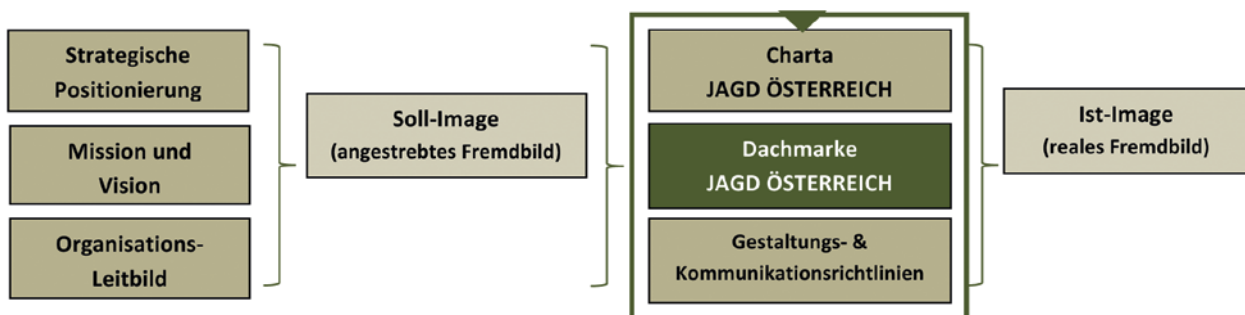 Strategische
Positionierung
Mission und
Vision
Organisations-
Leitbild
Soll-Image
(angestrebtes Fremdbild)
Charta
JAGD ÖSTERREICH
Dachmarke
JAGD ÖSTERREICH
Gestaltungs- &
Kommunikationsrichtlinien
Ist-Image
(reales Fremdbild)